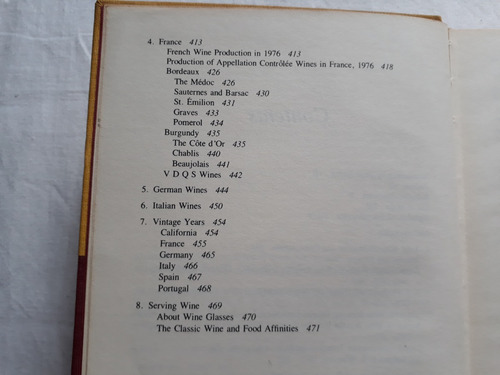 4. France 413
French Wine Production in 1976 413
Production of Appellation Contrôlée Wines in France, 1976 418
Bordeaux 426
The Médoc 426
Sauternes and Barsac 430
St. Émilion 431
Graves 433
Pomerol 434
Burgundy 435
The Côte d'Or 435
Chablis 440
Beaujolais 441
V D Q S Wines 442
5. German Wines 444
6. Italian Wines 450
7. Vintage Years 454
California 454
France 455
Germany 465
Italy 466
Spain 467
Portugal 468
8. Serving Wine 469
About Wine Glasses 470
The Classic Wine and Food Affinities 471